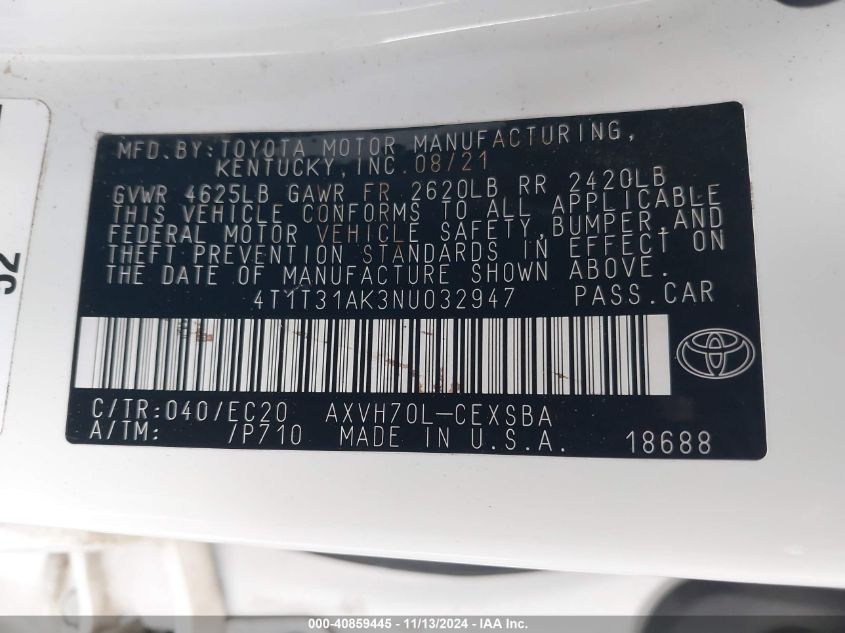 52
MFD. BY: TOYOTA MOTOR MANUFACTURING,
KENTUCKY, INC. 08/21
GVWR 4625LB GAWR FR 2620LB RR 2420LB
THIS VEHICLE CONFORMS TO ALL APPLICABLE
FEDERAL MOTOR VEHICLE SAFETY, BUMPER, AND
THEFT PREVENTION STANDARDS IN EFFECT ON
THE DATE OF MANUFACTURE SHOWN ABOVE.
4T1T31AK3NU032947 PASS. CAR
C/TR: 040/EC20 AXVH70L-CEXSBA
A/TM: /P710 MADE IN U.S.A. 18688
000-40859445 - 11/13/2024 - IAA Inc.